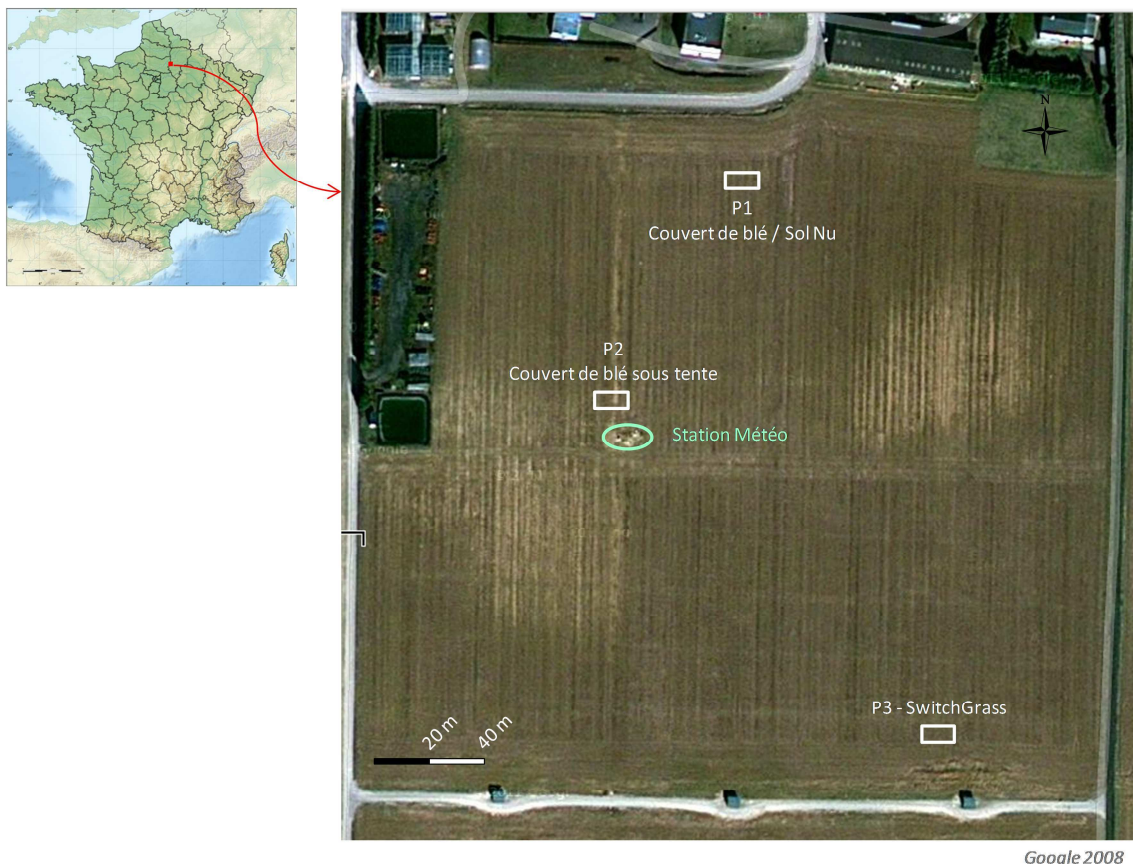 N
P1
Couvert de blé / Sol Nu
P2
Couvert de blé sous tente
Station Météo
P3 - SwitchGrass
20 m
40 m
Google 2008